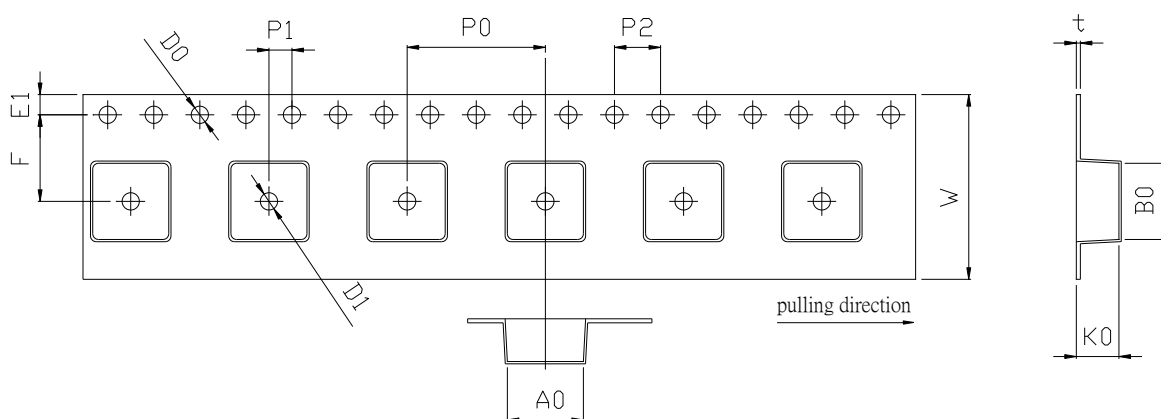 P1
P0
P2
t
D0
E1
F
W
B0
D1
pulling direction
K0
A0